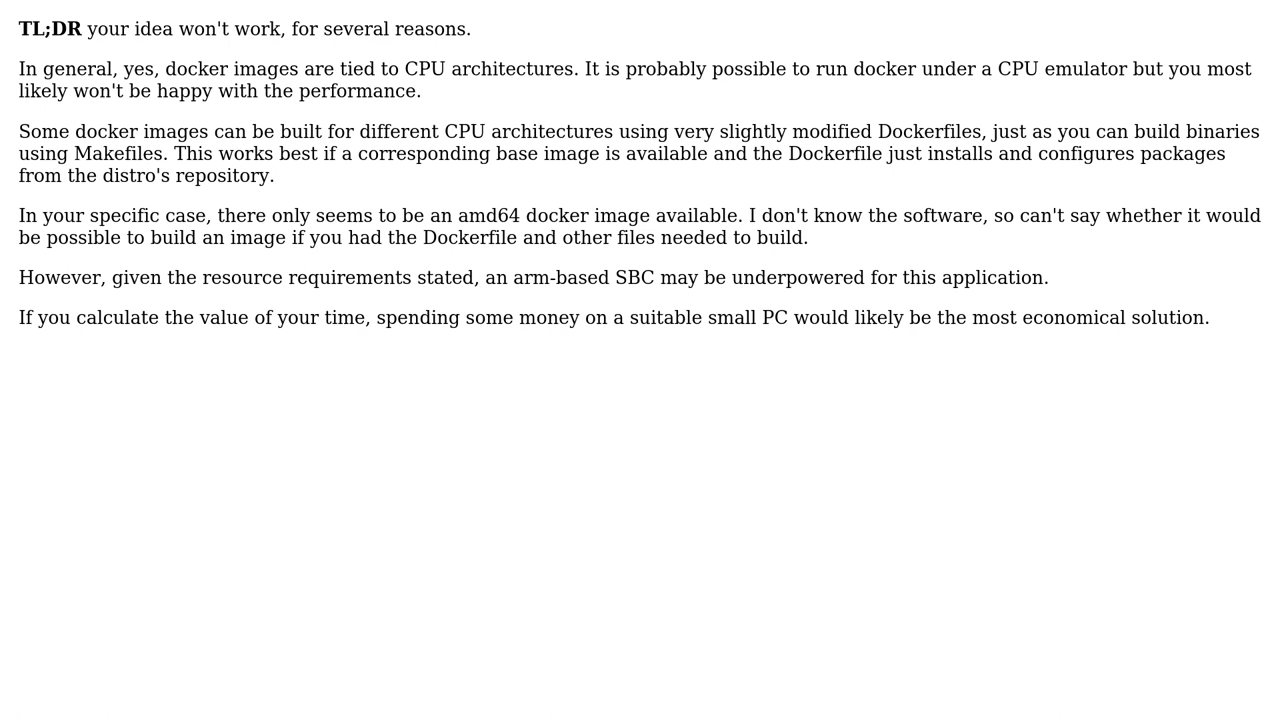 TL;DR your idea won't work, for several reasons.
In general, yes, docker images are tied to CPU architectures. It is probably possible to run docker under a CPU emulator but you most
likely won't be happy with the performance.
Some docker images can be built for different CPU architectures using very slightly modified Dockerfiles, just as you can build binaries
using Makefiles. This works best if a corresponding base image is available and the Dockerfile just installs and configures packages
from the distro's repository.
In your specific case, there only seems to be an amd64 docker image available. I don't know the software, so can't say whether it would
be possible to build an image if you had the Dockerfile and other files needed to build.
However, given the resource requirements stated, an arm-based SBC may be underpowered for this application.
If you calculate the value of your time, spending some money on a suitable small PC would likely be the most economical solution.